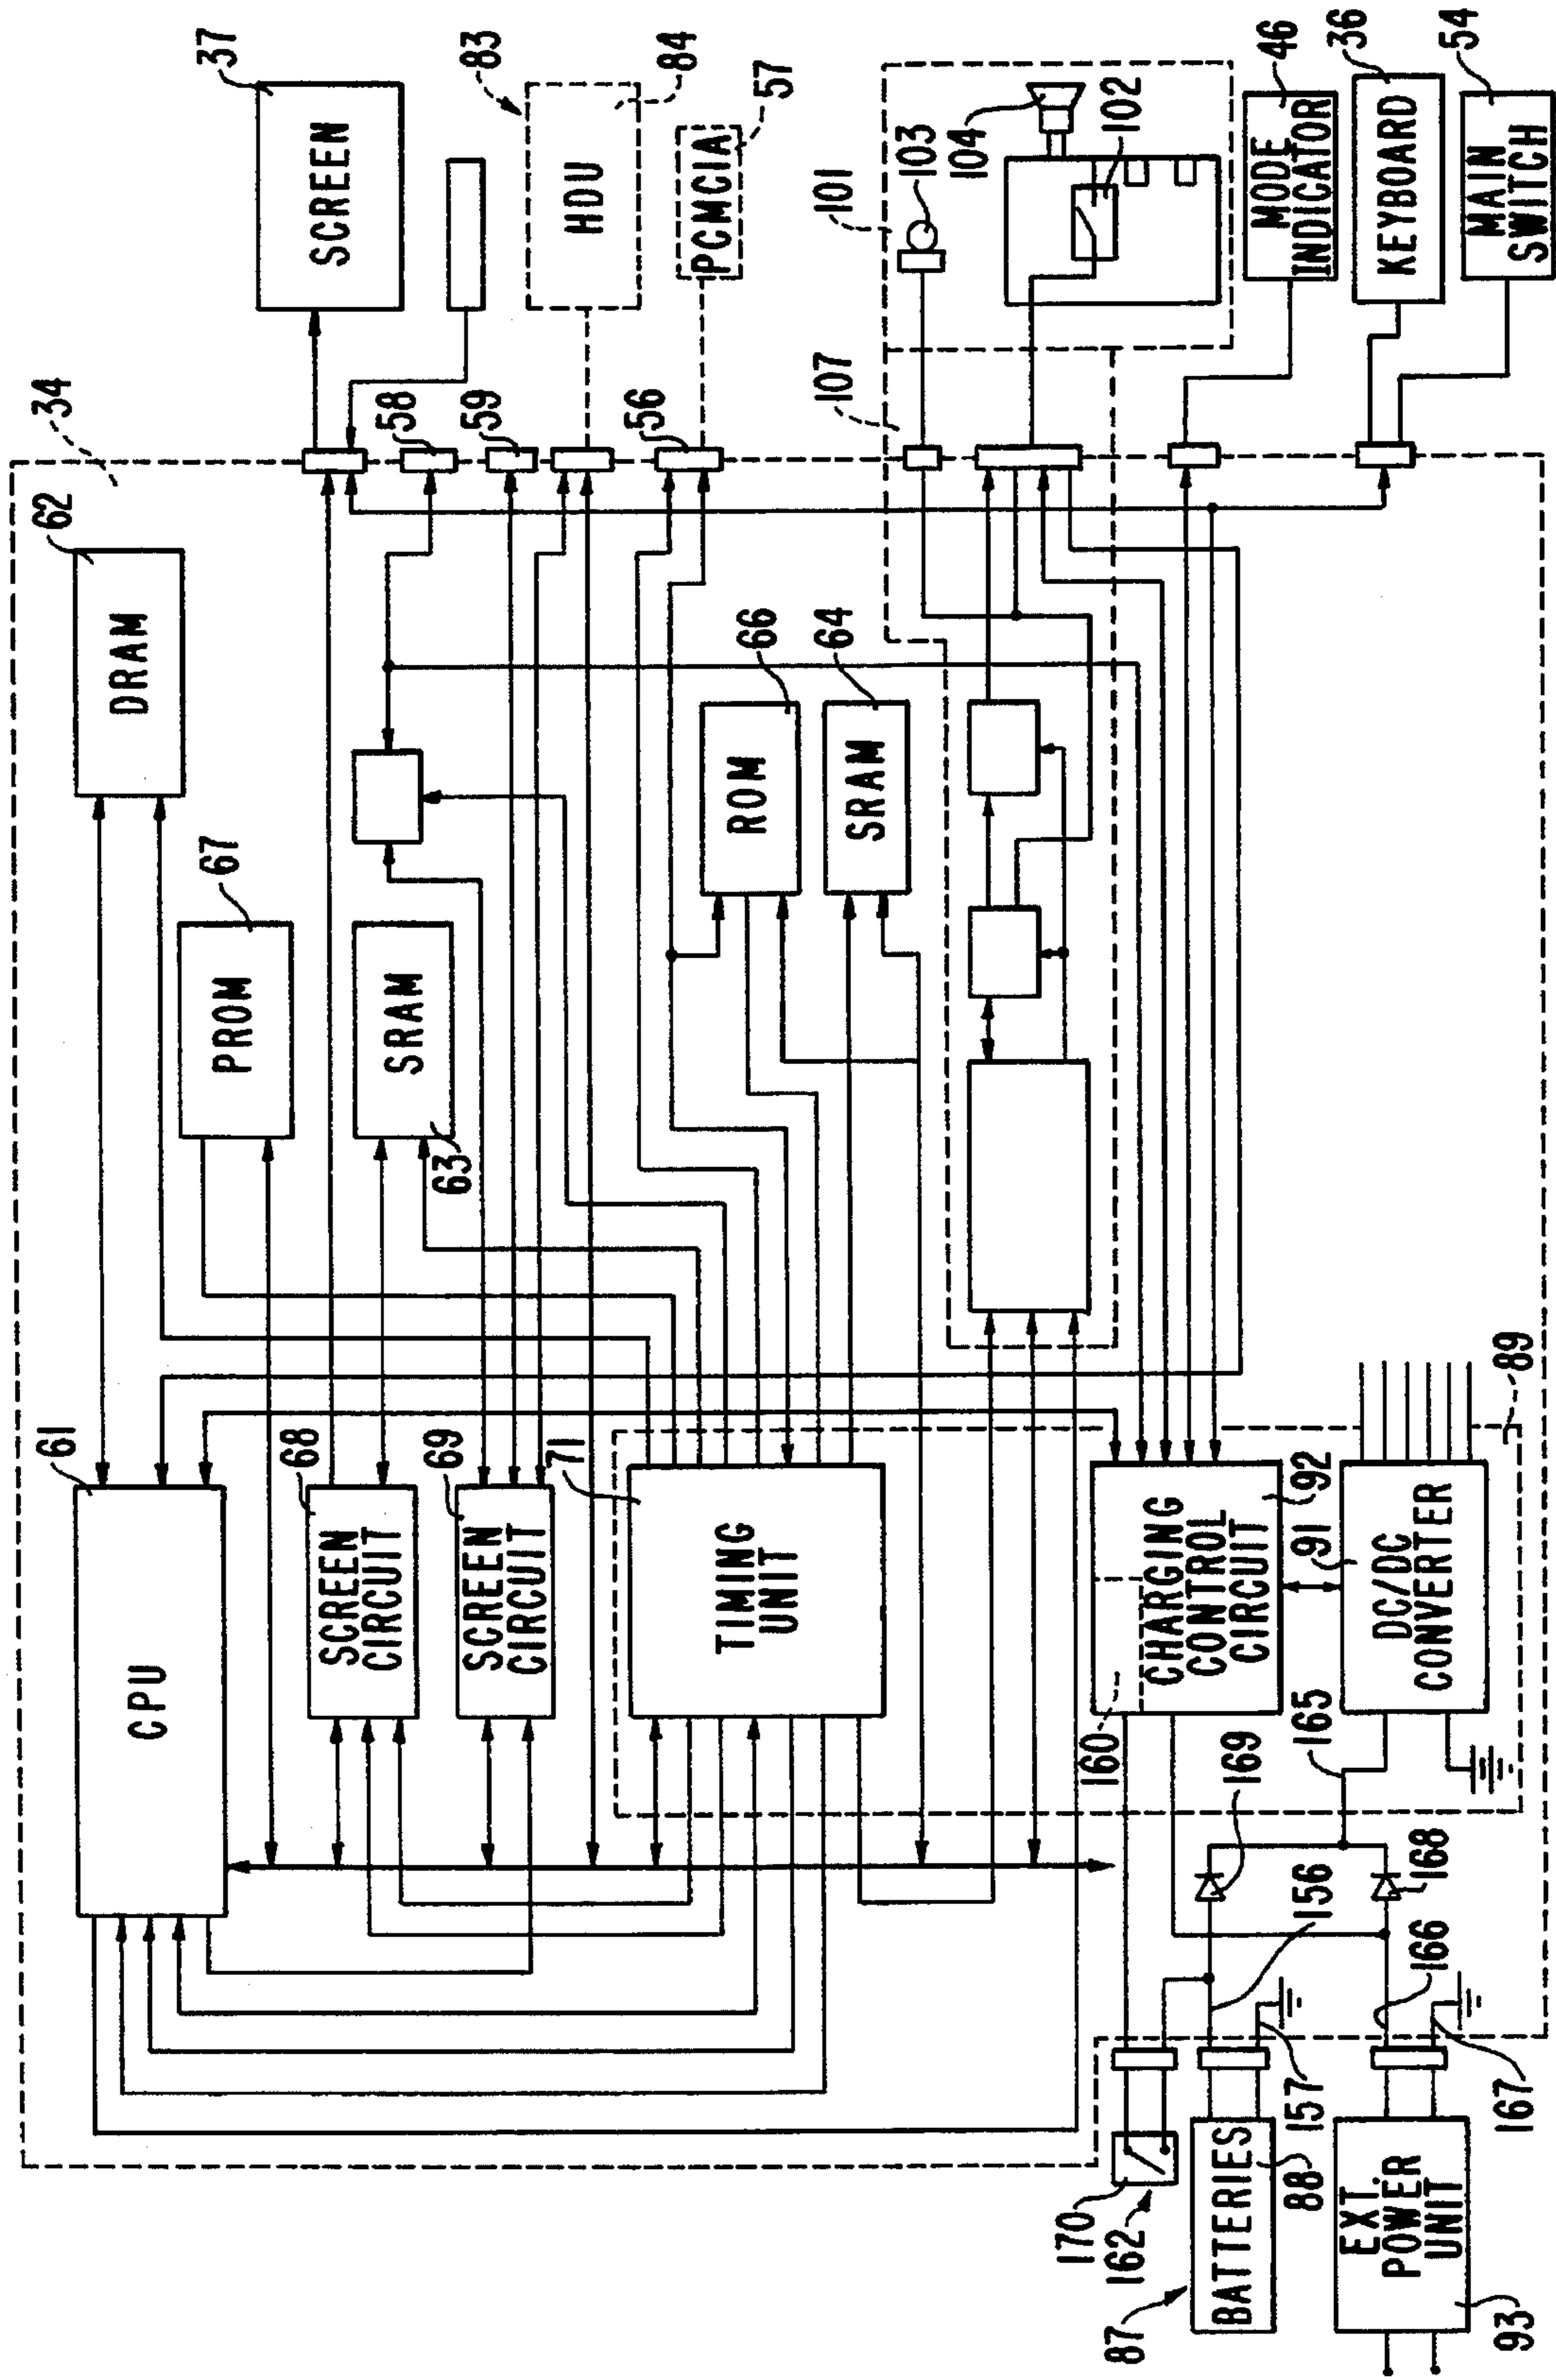 37
SCREEN
83
HDU
84
PCMCIA
57
34
58
59
56
62
DRAM
67
PROM
SRAM
63
ROM
66
SRAM
64
61
CPU
68
SCREEN
CIRCUIT
69
SCREEN
CIRCUIT
71
TIMING
UNIT
101
103
104
102
107
MODE
INDICATOR
46
KEYBOARD
36
MAIN
SWITCH
54
160
CHARGING
CONTROL
CIRCUIT
92
91
DC/DC
CONVERTER
89
165
169
168
156
166
157
167
170
162
87
BATTERIES
88
EXT.
POWER
UNIT
93